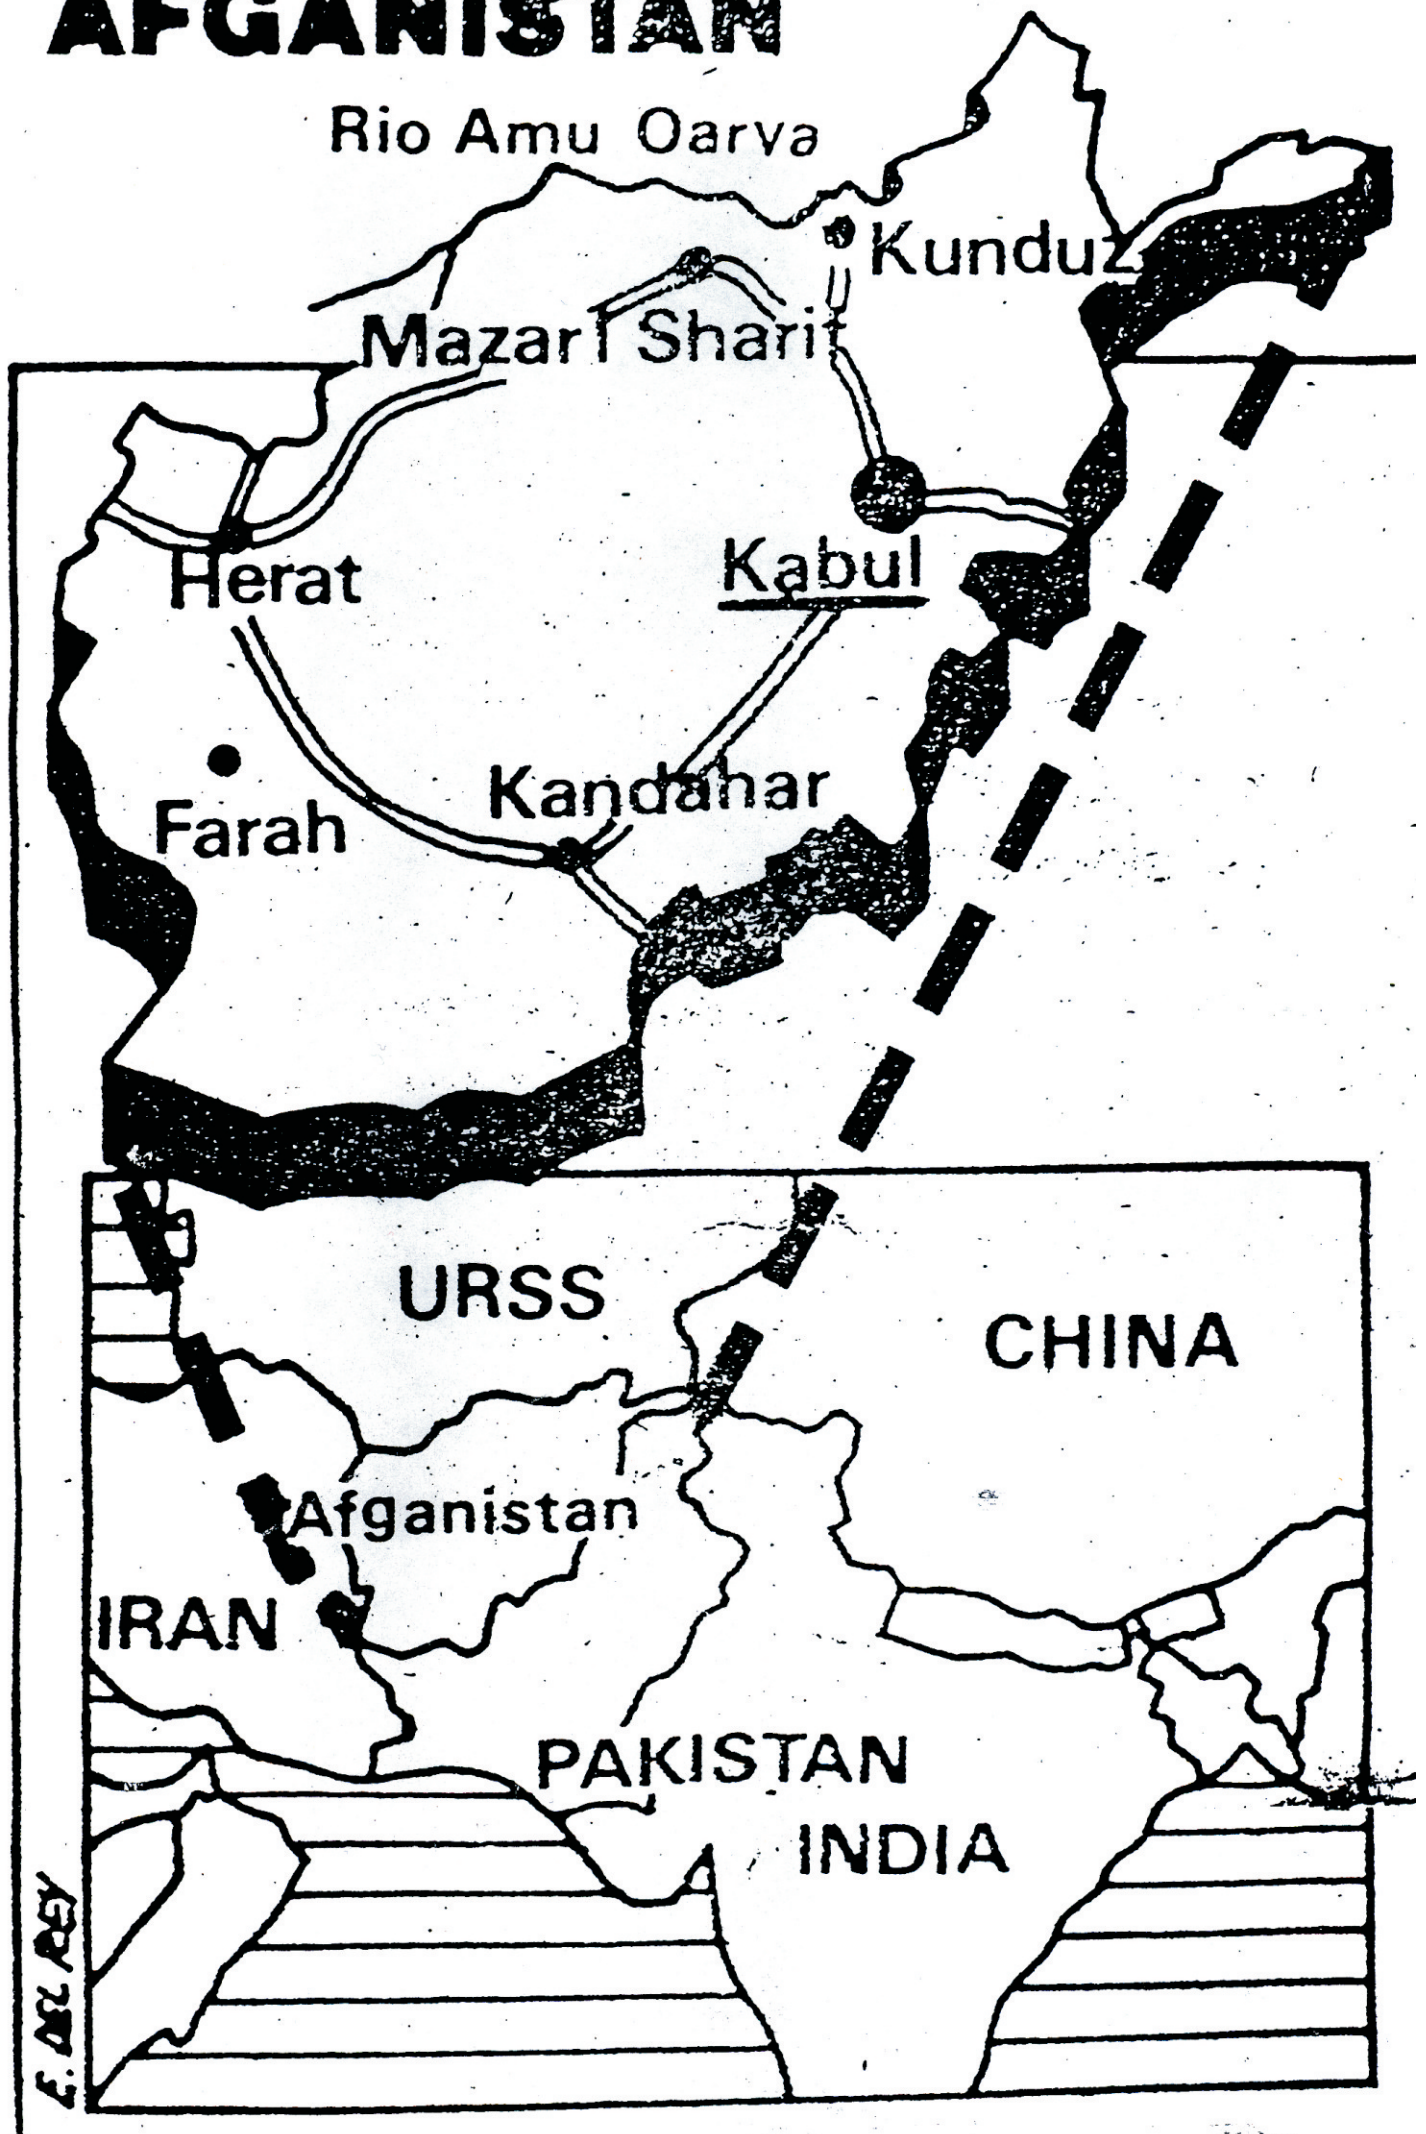 AFGANISTAN
Rio Amu Oarva
Kunduz
Mazar I Sharif
Herat
Kabul
Kandahar
Farah
URSS
CHINA
Afganistan
IRAN
PAKISTAN
INDIA
E. DEL REY